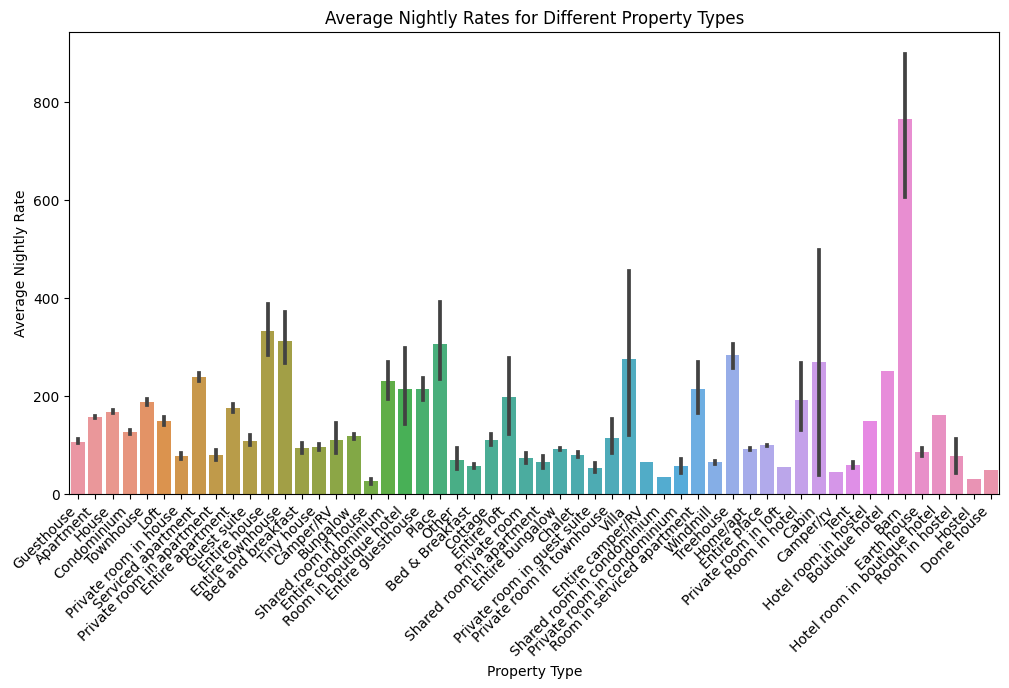 Average Nightly Rates for Different Property Types
Average Nightly Rate
800
600
400
200
0
Guesthouse
Apartment
House
Condominium
Townhouse
Loft
Private room in house
Serviced apartment
Private room in apartment
Entire apartment
Guest suite
Entire house
Entire townhouse
Bed and breakfast
Tiny house
Camper/RV
Bungalow
Shared room in house
Entire condominium
Room in boutique hotel
Entire guesthouse
Place
Other
Bed & Breakfast
Cottage
Entire loft
Private room
Shared room in apartment
Entire bungalow
Chalet
Private room in guest suite
Private room in townhouse
Villa
Entire camper/RV
Shared room in condominium
Private room in condominium
Room in serviced apartment
Windmill
Treehouse
Home/apt
Entire place
Private room in loft
Room in hotel
Cabin
Camper/rv
Tent
Hotel room in hostel
Boutique hotel
Barn
Earth house
Hotel room in boutique hotel
Room in hostel
Hostel
Dome house
Property Type